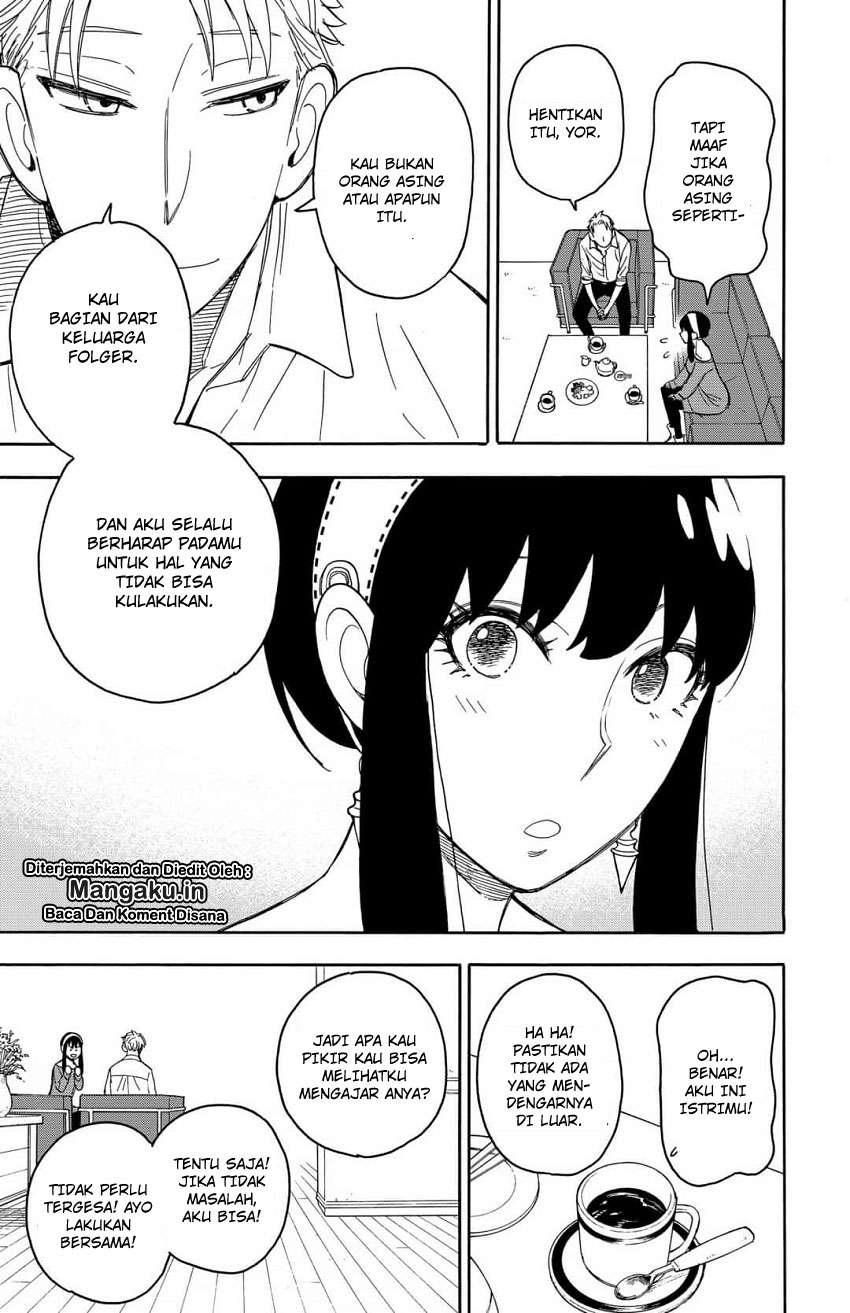 TAPI
MAAF
JIKA
ORANG
ASING
SEPERTI-
HENTIKAN
ITU, YOR.
KAU BUKAN
ORANG ASING
ATAU APAPUN
ITU.
KAU
BAGIAN DARI
KELUARGA
FOLGER.
DAN AKU SELALU
BERHARAP PADAMU
UNTUK HAL YANG
TIDAK BISA
KULAKUKAN.
Diterjemahkan dan Diedit Oleh:
Mangaku.in
Baca Dan Koment Disana
OH...
BENAR!
AKU INI
ISTRIMU!
HA HA!
PASTIKAN
TIDAK ADA
YANG MEN-
DENGARNYA
DI LUAR.
JADI APA KAU
PIKIR KAU BISA
MELIHATKU
MENGAJAR ANYA?
TENTU SAJA!
JIKA TIDAK
MASALAH,
AKU BISA!
TIDAK PERLU
TERGESA! AYO
LAKUKAN
BERSAMA!